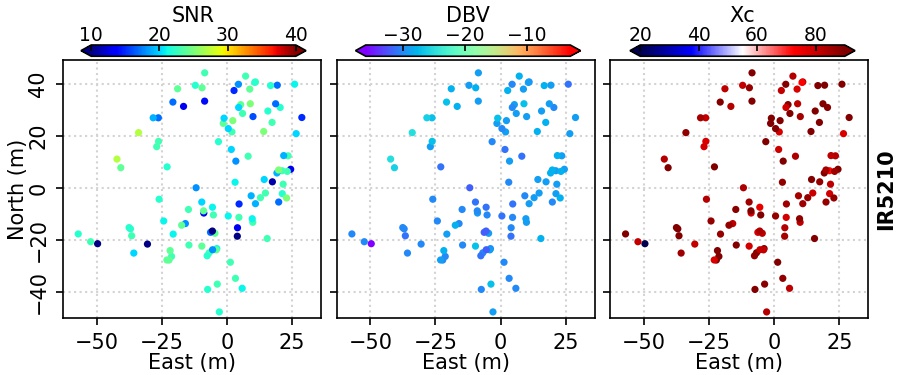 SNR DBV Xc
10 20 30 40 −30 −20 −10 20 40 60 80
40
20
0
−20
−40
North (m)
IR5210
−50 −25 0 25 −50 −25 0 25 −50 −25 0 25
East (m) East (m) East (m)